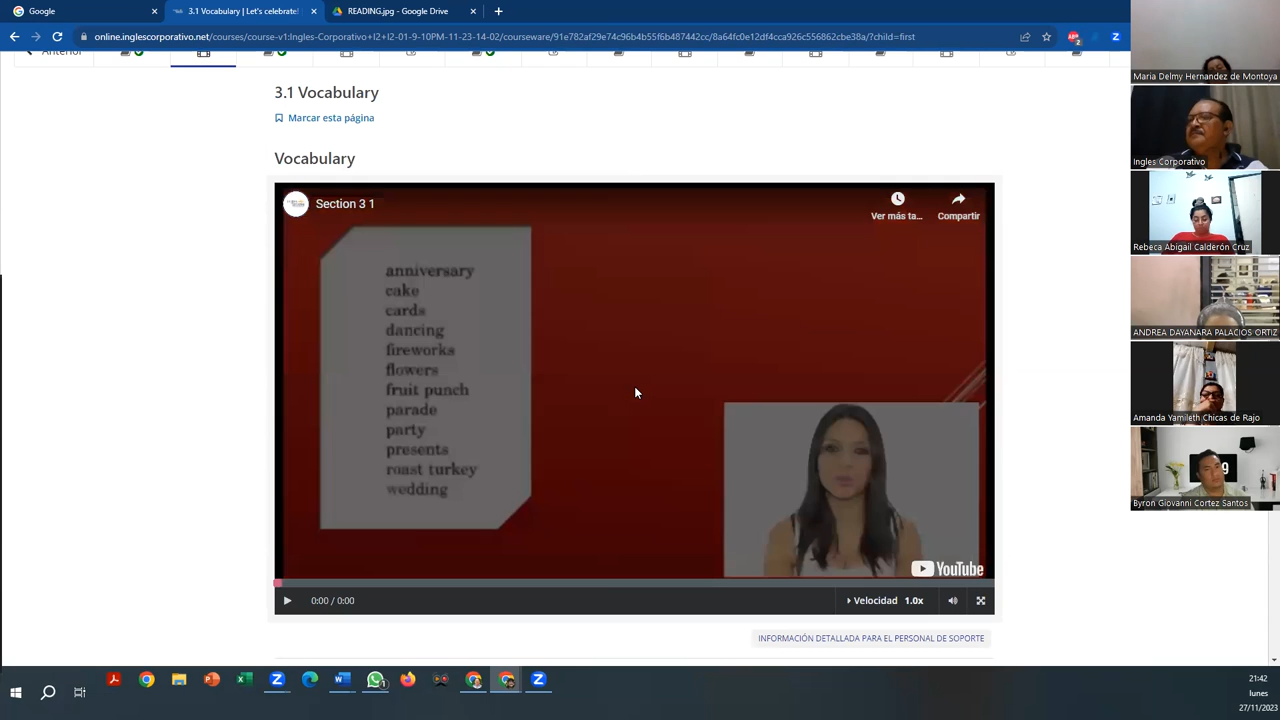 Google
3.1 Vocabulary | Let's celebrate!
READING.jpg - Google Drive
online.inglescorporativo.net/courses/course-v1:Ingles-Corporativo+I2+I2-01-9-10PM-11-23-14-02/courseware/91e782af29e74c96b4b55f6b487442cc/8a64fc0e12df4cca926c556862cbe38a/?child=first
Anterior
3.1 Vocabulary
Marcar esta página
Vocabulary
Section 3 1
Ver más ta...
Compartir
anniversary
cake
cards
dancing
fireworks
flowers
fruit punch
parade
party
presents
roast turkey
wedding
YouTube
0:00 / 0:00
Velocidad 1.0x
INFORMACIÓN DETALLADA PARA EL PERSONAL DE SOPORTE
Maria Delmy Hernandez de Montoya
Ingles Corporativo
Rebeca Abigail Calderón Cruz
ANDREA DAYANARA PALACIOS ORTIZ
Amanda Yamileth Chicas de Rajo
Byron Giovanni Cortez Santos
21:42
lunes
27/11/2023